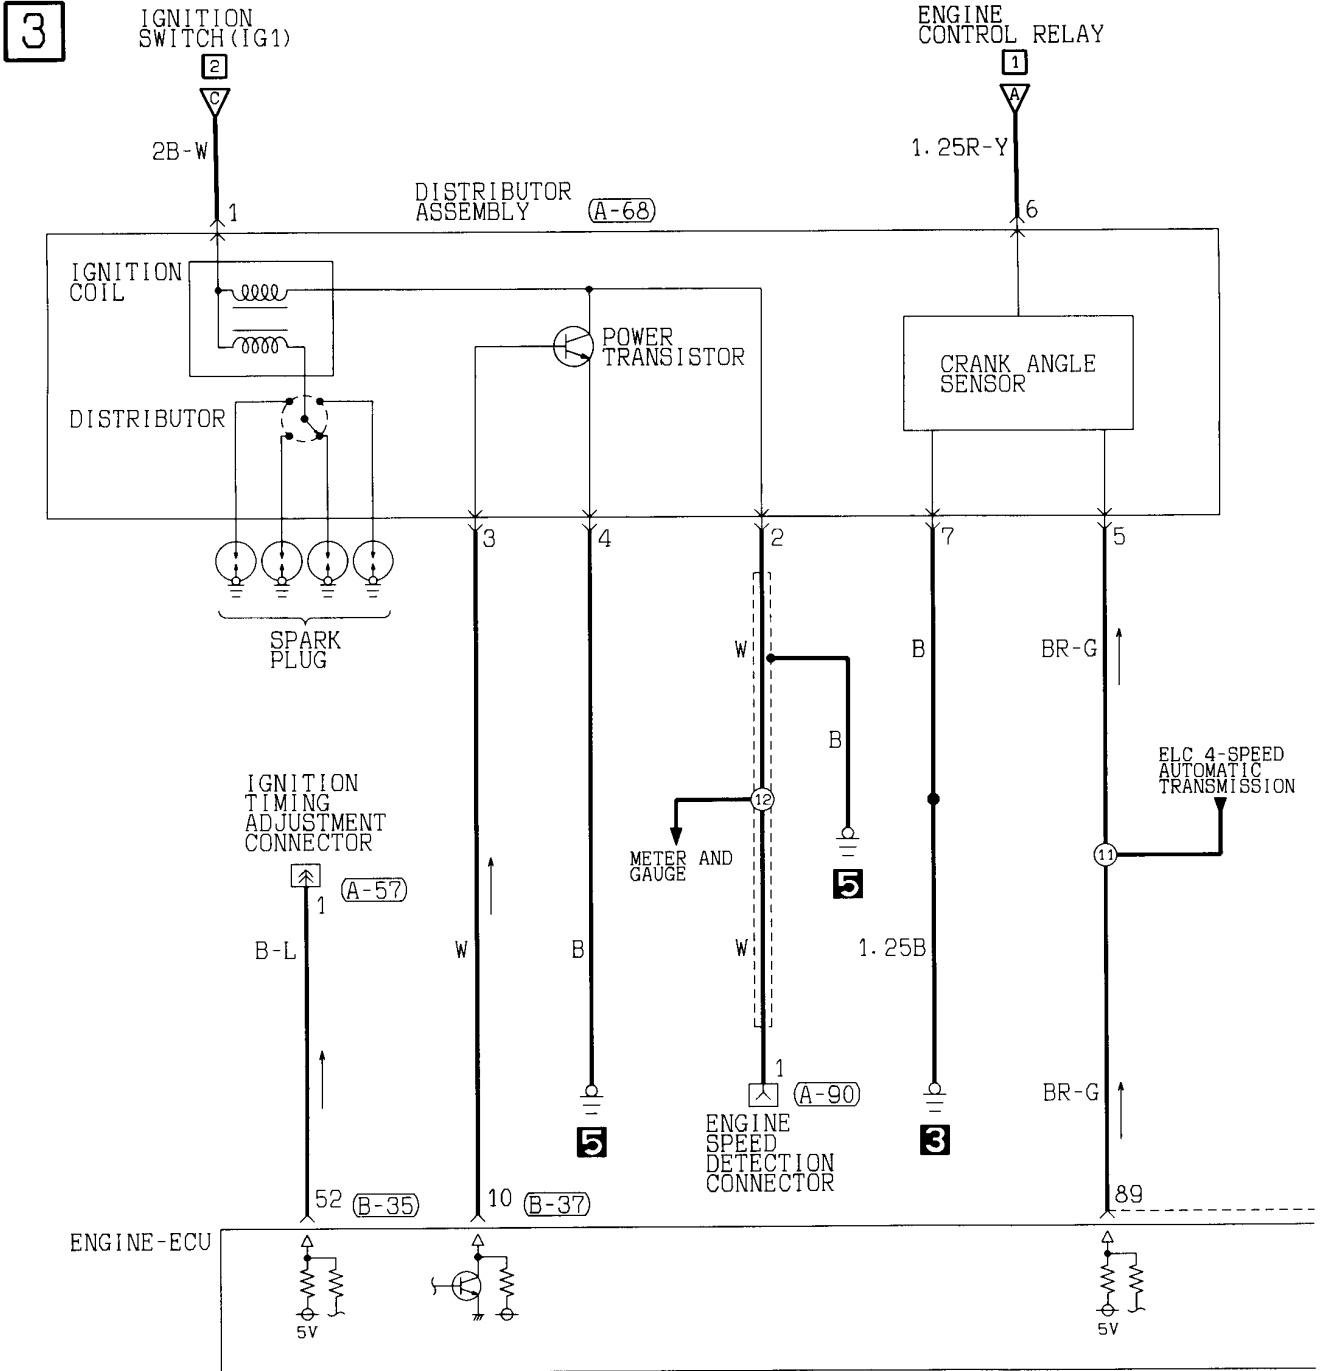 3
IGNITION
SWITCH(IG1)
2
C
2B-W
1
ENGINE
CONTROL RELAY
1
A
1.25R-Y
6
DISTRIBUTOR
ASSEMBLY
A-68
IGNITION
COIL
POWER
TRANSISTOR
CRANK ANGLE
SENSOR
DISTRIBUTOR
3
4
2
7
5
SPARK
PLUG
W
B
BR-G
B
ELC 4-SPEED
AUTOMATIC
TRANSMISSION
IGNITION
TIMING
ADJUSTMENT
CONNECTOR
12
METER AND
GAUGE
5
11
1
A-57
B-L
W
B
W
1.25B
1
A-90
BR-G
ENGINE
SPEED
DETECTION
CONNECTOR
5
3
52
B-35
10
B-37
89
ENGINE-ECU
5V
5V